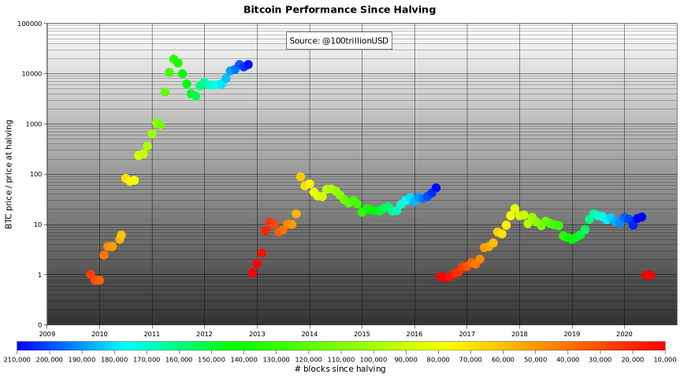 Bitcoin Performance Since Halving
Source: @100trillionUSD
BTC price / price at halving
100000
10000
1000
100
10
1
0
2009 2010 2011 2012 2013 2014 2015 2016 2017 2018 2019 2020
210,000 200,000 190,000 180,000 170,000 160,000 150,000 140,000 130,000 120,000 110,000 100,000 90,000 80,000 70,000 60,000 50,000 40,000 30,000 20,000 10,000
# blocks since halving